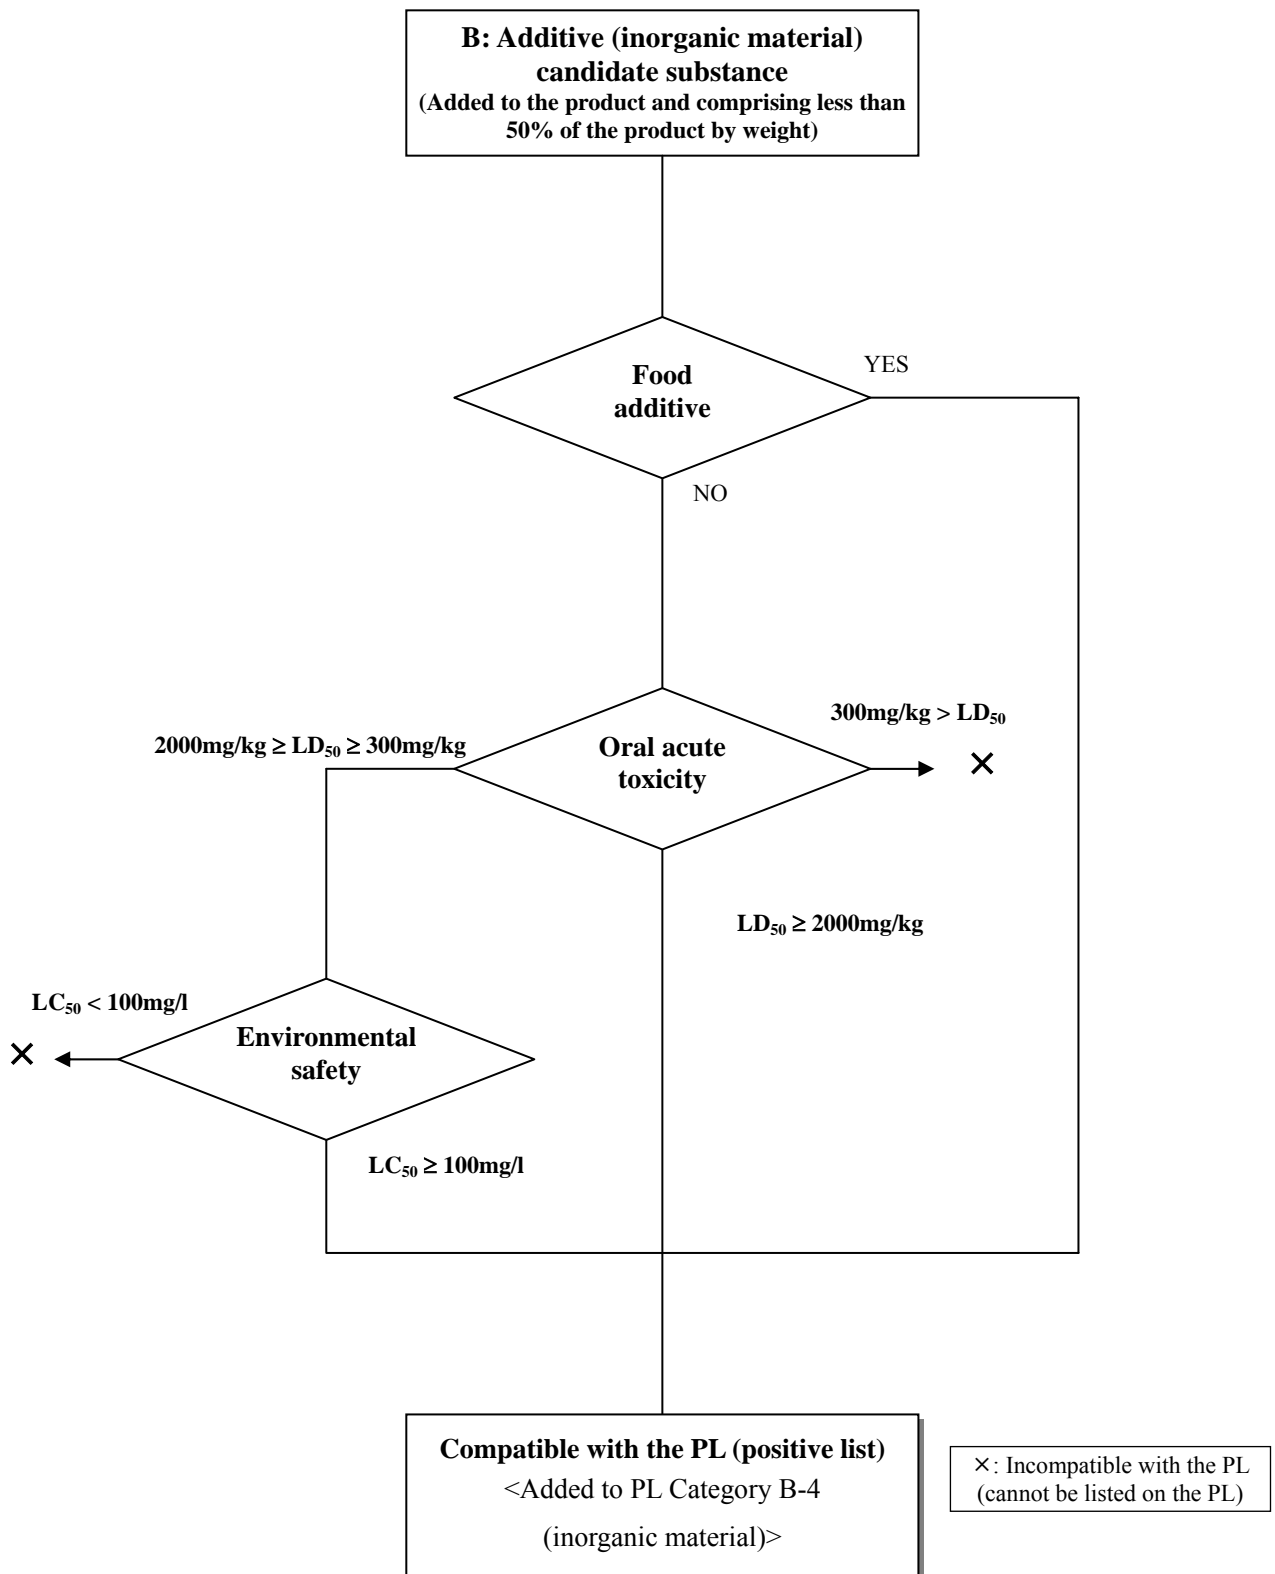 B: Additive (inorganic material)
candidate substance
(Added to the product and comprising less than
50% of the product by weight)
YES
Food
additive
NO
300mg/kg > LD₅₀
2000mg/kg ≥ LD₅₀ ≥ 300mg/kg
Oral acute
toxicity
×
LD₅₀ ≥ 2000mg/kg
LC₅₀ < 100mg/l
Environmental
safety
×
LC₅₀ ≥ 100mg/l
Compatible with the PL (positive list)
<Added to PL Category B-4
(inorganic material)>
×: Incompatible with the PL
(cannot be listed on the PL)